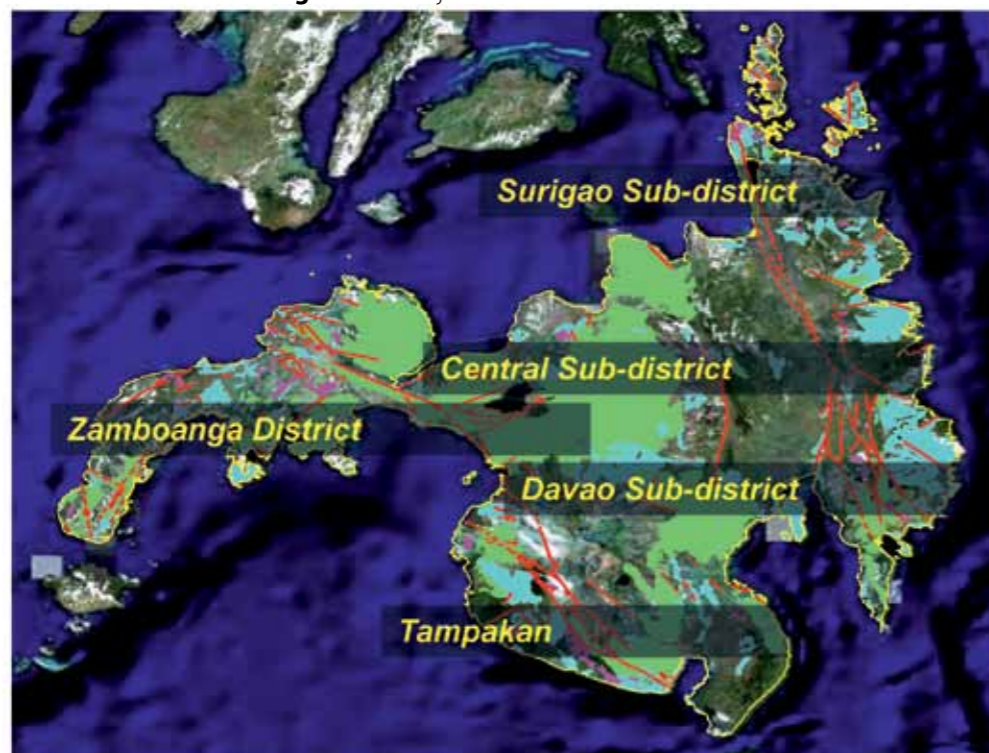 Surigao Sub-district
Central Sub-district
Zamboanga District
Davao Sub-district
Tampakan